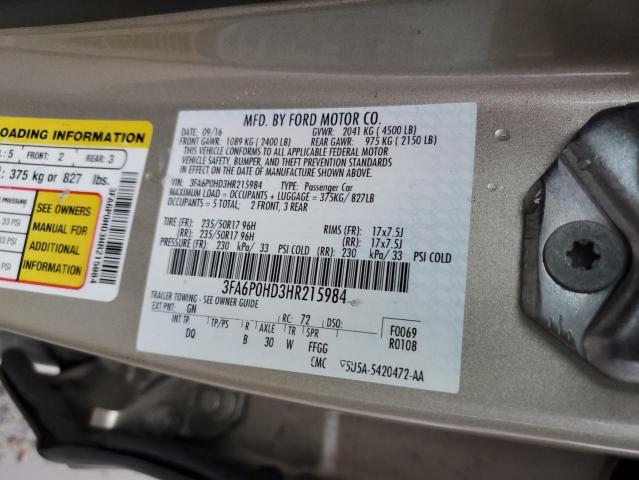 MFD. BY FORD MOTOR CO.
DATE: 09/16 GVWR: 2041 KG ( 4500 LB)
FRONT GAWR: 1089 KG ( 2400 LB) REAR GAWR: 975 KG ( 2150 LB)
THIS VEHICLE CONFORMS TO ALL APPLICABLE FEDERAL MOTOR
VEHICLE SAFETY, BUMPER, AND THEFT PREVENTION STANDARDS IN
EFFECT ON THE DATE OF MANUFACTURE SHOWN ABOVE.
VIN: 3FA6P0HD3HR215984 TYPE: Passenger Car
MAXIMUM LOAD = OCCUPANTS + LUGGAGE = 375KG/ 827LB
OCCUPANTS = 5 TOTAL; 2 FRONT, 3 REAR
TIRE (FR): 235/50R17 96H RIMS (FR): 17x7.5J
TIRE (RR): 235/50R17 96H (RR): 17x7.5J
PRESSURE (FR): 230 kPa/ 33 PSI COLD (RR): 230 kPa/ 33 PSI COLD
3FA6P0HD3HR215984
TRAILER TOWING - SEE OWNER GUIDE
EXT PNT: GN RC: 72 DSO:
INT TR TP/PS R AXLE TR SPR
DQ B 30 W FFGG
F0069
R0108
CMC 5U5A-5420472-AA
OADING INFORMATION
: 5 FRONT: 2 REAR: 3
: 375 kg or 827 lbs.
SEE OWNERS
MANUAL FOR
ADDITIONAL
INFORMATION
33 PSI
33 PSI
3FA6P0HD3HR215984